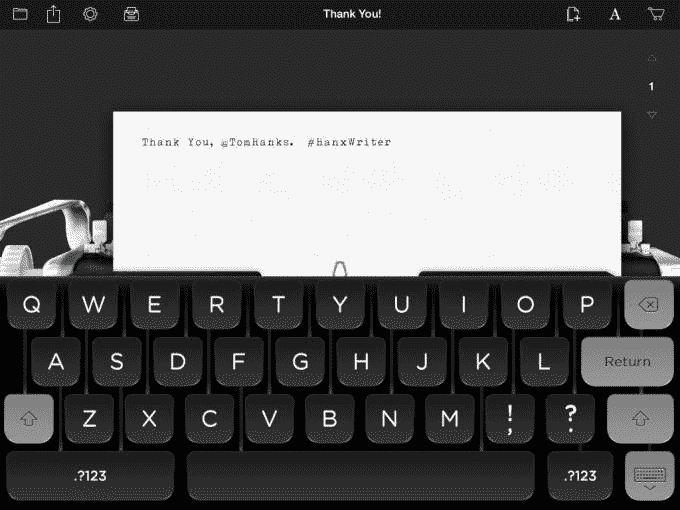 Thank You!
A
1
Thank You, @TomHanks.  #HanxWriter
Q W E R T Y U I O P
A S D F G H J K L Return
Z X C V B N M ! , ? .
.?123 .?123